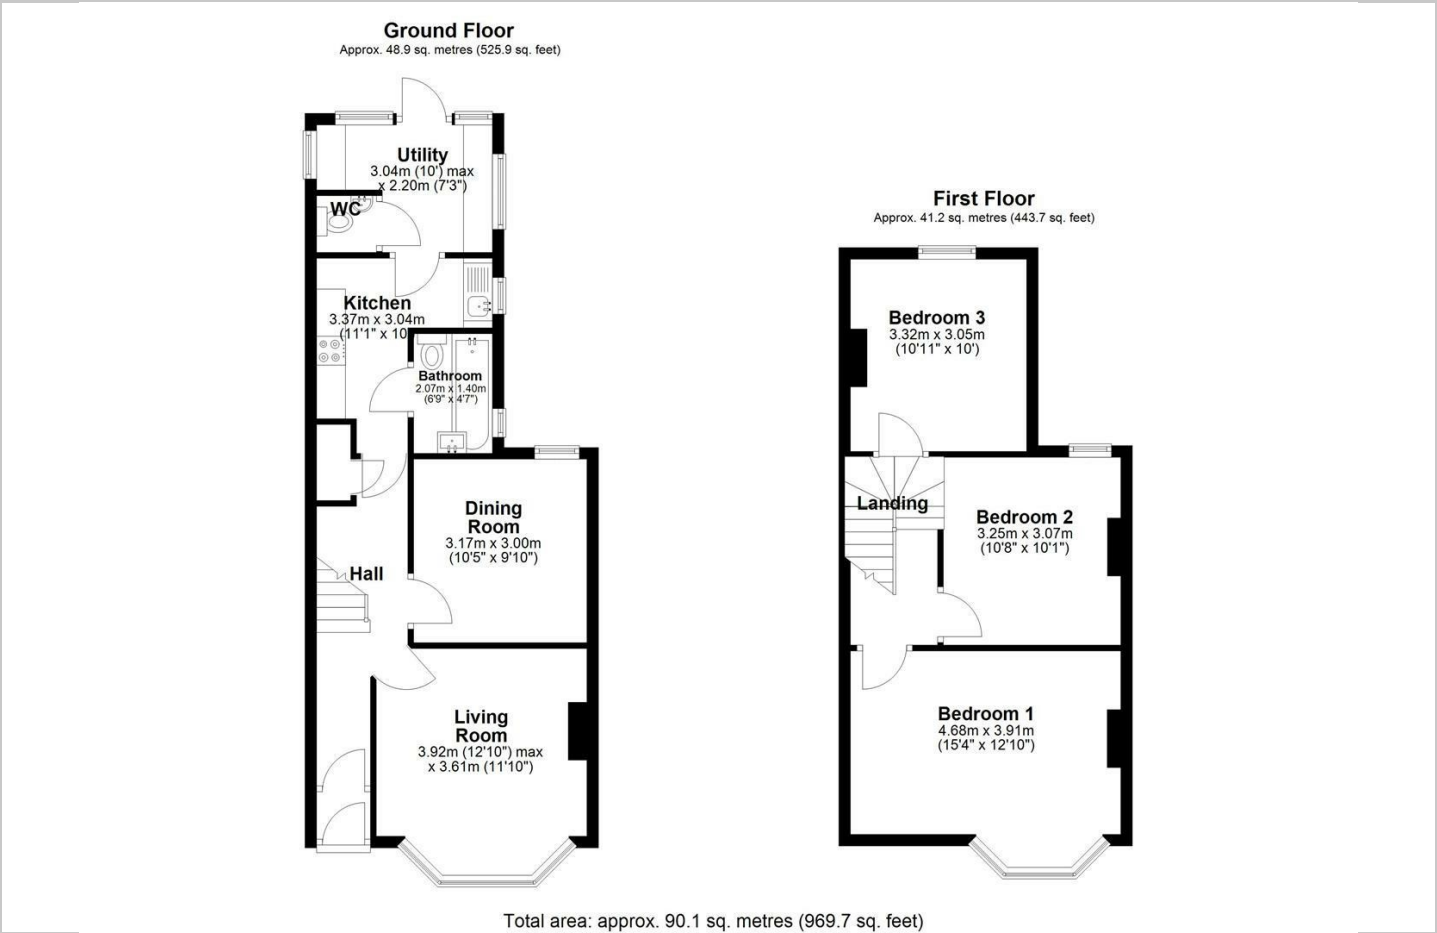 Ground Floor
Approx. 48.9 sq. metres (525.9 sq. feet)
Utility
3.04m (10') max
x 2.20m (7'3")
WC
Kitchen
3.37m x 3.04m
(11'1" x 10
Bathroom
2.07m x 1.40m
(6'9" x 4'7")
Dining
Room
3.17m x 3.00m
(10'5" x 9'10")
Hall
Living
Room
3.92m (12'10") max
x 3.61m (11'10")
First Floor
Approx. 41.2 sq. metres (443.7 sq. feet)
Bedroom 3
3.32m x 3.05m
(10'11" x 10')
Landing
Bedroom 2
3.25m x 3.07m
(10'8" x 10'1")
Bedroom 1
4.68m x 3.91m
(15'4" x 12'10")
Total area: approx. 90.1 sq. metres (969.7 sq. feet)